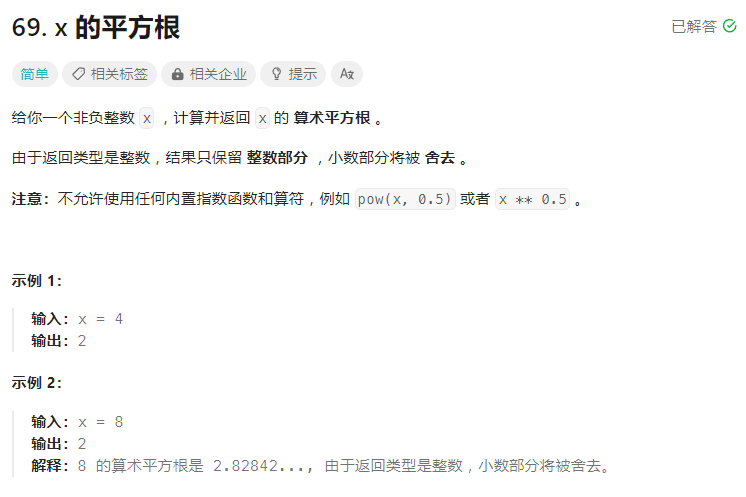 69. x 的平方根
已解答
简单 相关标签 相关企业 提示 Aあ
给你一个非负整数 x ，计算并返回 x 的 算术平方根 。
由于返回类型是整数，结果只保留 整数部分 ，小数部分将被 舍去 。
注意：不允许使用任何内置指数函数和算符，例如 pow(x, 0.5) 或者 x ** 0.5 。
示例 1：
输入：x = 4
输出：2
示例 2：
输入：x = 8
输出：2
解释：8 的算术平方根是 2.82842..., 由于返回类型是整数，小数部分将被舍去。